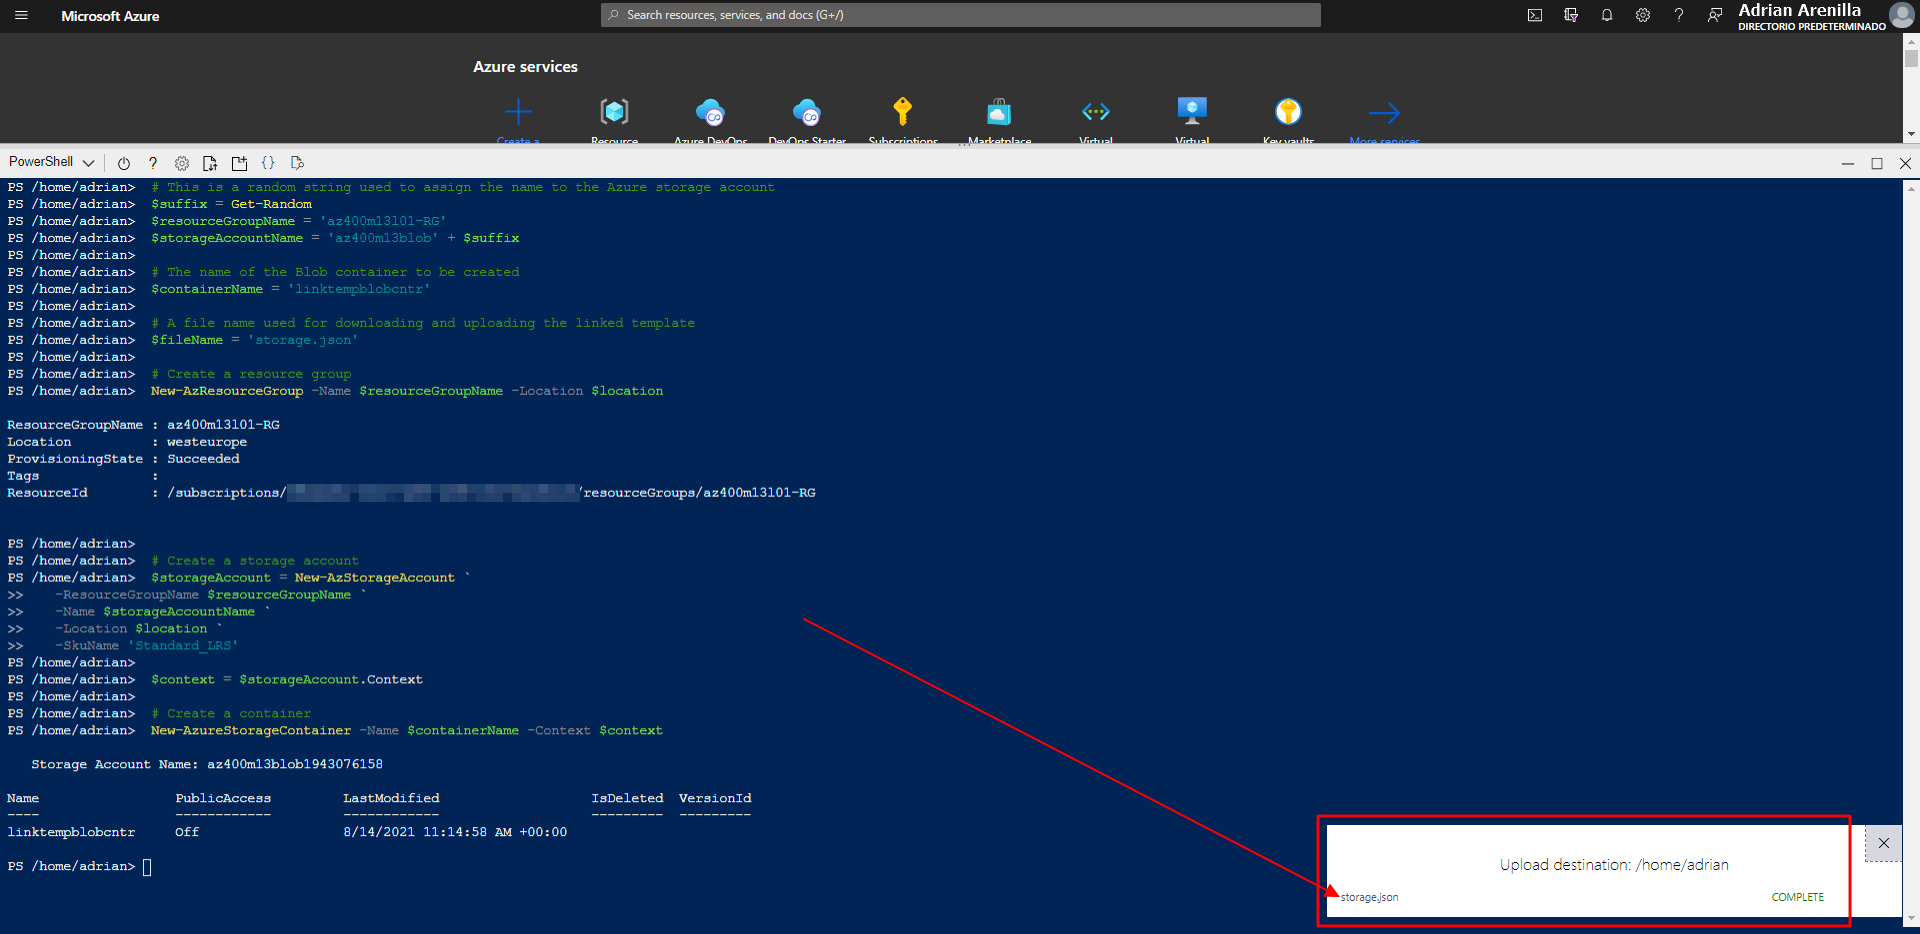 Microsoft Azure
Search resources, services, and docs (G+/)
Adrian Arenilla
DIRECTORIO PREDETERMINADO
Azure services
Create a
Resource
Azure DevOps
DevOps Starter
Subscriptions
Marketplace
Virtual
Virtual
Key vaults
More services
PowerShell
PS /home/adrian>  # This is a random string used to assign the name to the Azure storage account
PS /home/adrian>  $suffix = Get-Random
PS /home/adrian>  $resourceGroupName = 'az400m13l01-RG'
PS /home/adrian>  $storageAccountName = 'az400m13blob' + $suffix
PS /home/adrian>
PS /home/adrian>  # The name of the Blob container to be created
PS /home/adrian>  $containerName = 'linktempblobcntr'
PS /home/adrian>
PS /home/adrian>  # A file name used for downloading and uploading the linked template
PS /home/adrian>  $fileName = 'storage.json'
PS /home/adrian>
PS /home/adrian>  # Create a resource group
PS /home/adrian>  New-AzResourceGroup -Name $resourceGroupName -Location $location
ResourceGroupName : az400m13l01-RG
Location          : westeurope
ProvisioningState : Succeeded
Tags              :
ResourceId        : /subscriptions/ /resourceGroups/az400m13l01-RG
PS /home/adrian>
PS /home/adrian>  # Create a storage account
PS /home/adrian>  $storageAccount = New-AzStorageAccount `
>>    -ResourceGroupName $resourceGroupName `
>>    -Name $storageAccountName `
>>    -Location $location `
>>    -SkuName 'Standard_LRS'
PS /home/adrian>
PS /home/adrian>  $context = $storageAccount.Context
PS /home/adrian>
PS /home/adrian>  # Create a container
PS /home/adrian>  New-AzureStorageContainer -Name $containerName -Context $context
Storage Account Name: az400m13blob1943076158
Name                 PublicAccess         LastModified                   IsDeleted  VersionId
----                 ------------         ------------                   ---------  ---------
linktempblobcntr     Off                  8/14/2021 11:14:58 AM +00:00
PS /home/adrian>
Upload destination: /home/adrian
storage.json COMPLETE